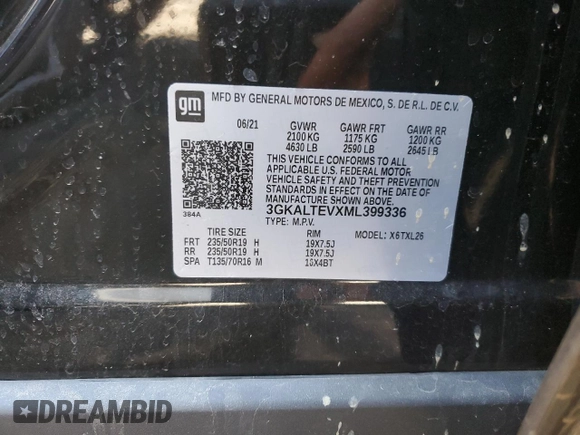 gm
MFD BY GENERAL MOTORS DE MEXICO, S. DE R.L. DE C.V.
06/21 GVWR GAWR FRT GAWR RR
2100 KG 1175 KG 1200 KG
4630 LB 2590 LB 2645 LB
THIS VEHICLE CONFORMS TO ALL
APPLICABLE U.S. FEDERAL MOTOR
VEHICLE SAFETY AND THEFT PREVENTION
STANDARDS IN EFFECT ON THE DATE OF
MANUFACTURE SHOWN ABOVE.
3GKALTEVXML399336
384A
TYPE: M.P.V.
MODEL: X6TXL26
TIRE SIZE RIM
FRT 235/50R19 H 19X7.5J
RR 235/50R19 H 19X7.5J
SPA T135/70R16 M 16X4BT
DREAMBID